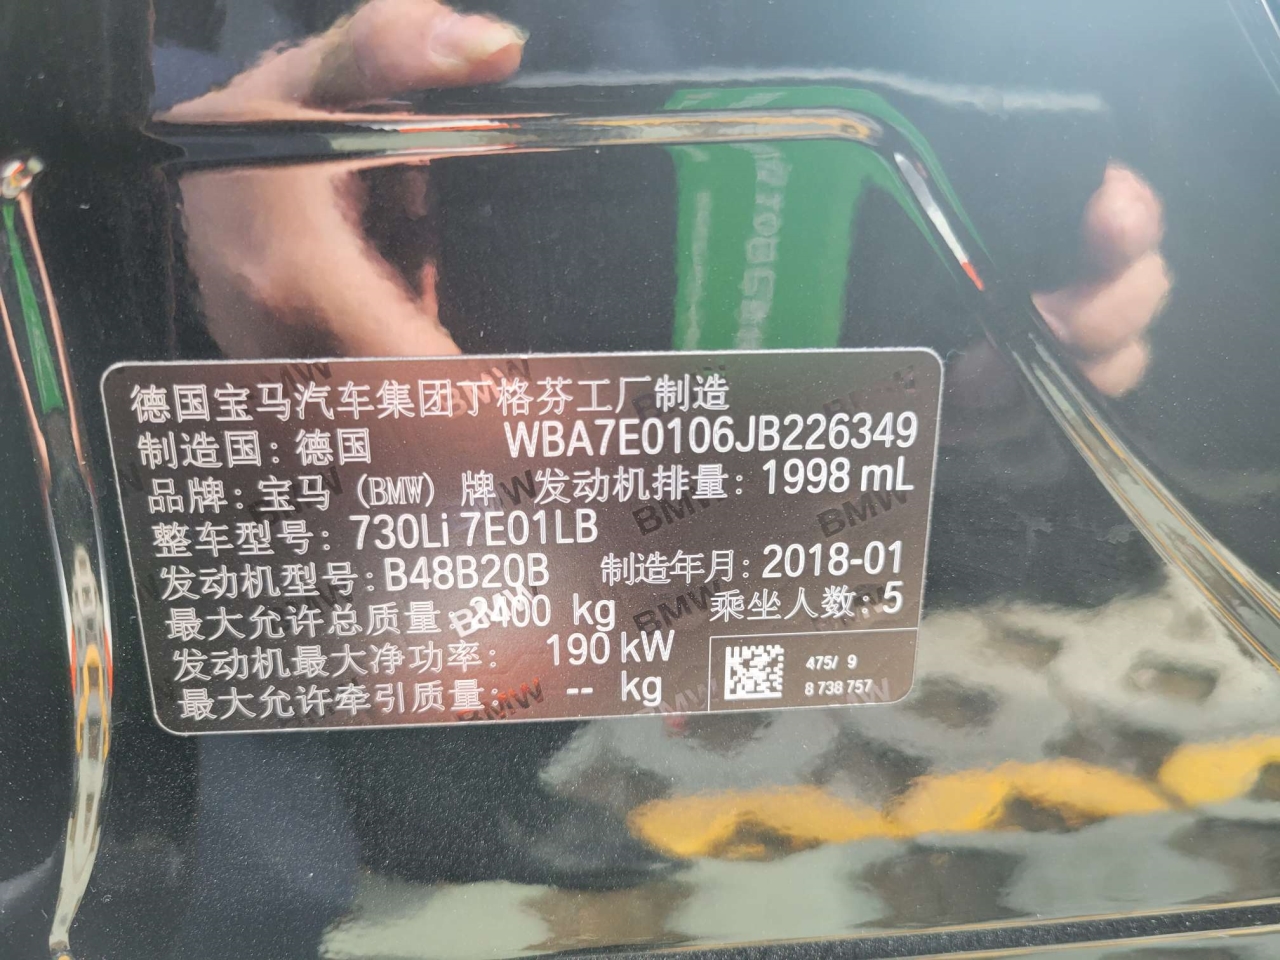 德国宝马汽车集团丁格芬工厂制造
制造国：德国 WBA7E0106JB226349
品牌：宝马（BMW）牌 发动机排量：1998 mL
整车型号：730Li 7E01LB
发动机型号：B48B20B 制造年月：2018-01
最大允许总质量：2400 kg 乘坐人数：5
发动机最大净功率： 190 kW
最大允许牵引质量： -- kg
475/ 9
8 738 757